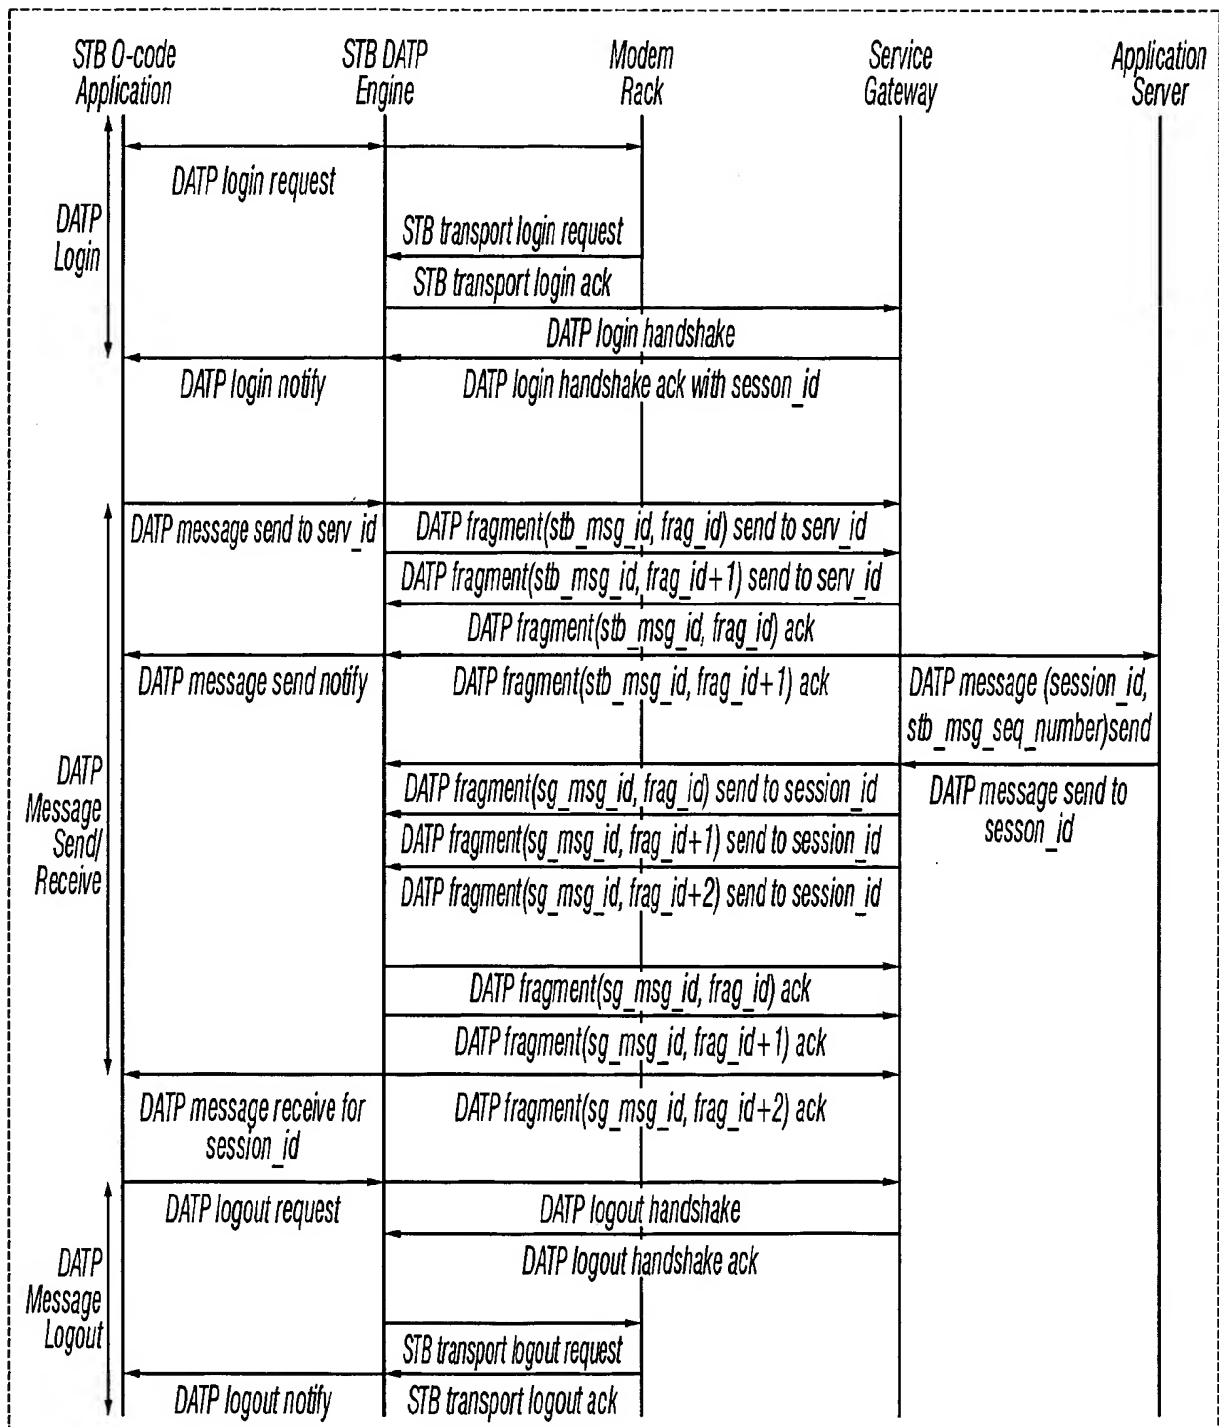 STB O-code
Application
STB DATP
Engine
Modem
Rack
Service
Gateway
Application
Server
DATP login request
DATP
Login
STB transport login request
STB transport login ack
DATP login handshake
DATP login notify
DATP login handshake ack with sesson_id
DATP message send to serv_id
DATP fragment(stb_msg_id, frag_id) send to serv_id
DATP fragment(stb_msg_id, frag_id+1) send to serv_id
DATP fragment(stb_msg_id, frag_id) ack
DATP message send notify
DATP fragment(stb_msg_id, frag_id+1) ack
DATP message (session_id,
stb_msg_seq_number)send
DATP
Message
Send/
Receive
DATP fragment(sg_msg_id, frag_id) send to session_id
DATP message send to
sesson_id
DATP fragment(sg_msg_id, frag_id+1) send to session_id
DATP fragment(sg_msg_id, frag_id+2) send to session_id
DATP fragment(sg_msg_id, frag_id) ack
DATP fragment(sg_msg_id, frag_id+1) ack
DATP message receive for
session_id
DATP fragment(sg_msg_id, frag_id+2) ack
DATP logout request
DATP logout handshake
DATP logout handshake ack
DATP
Message
Logout
STB transport logout request
DATP logout notify
STB transport logout ack